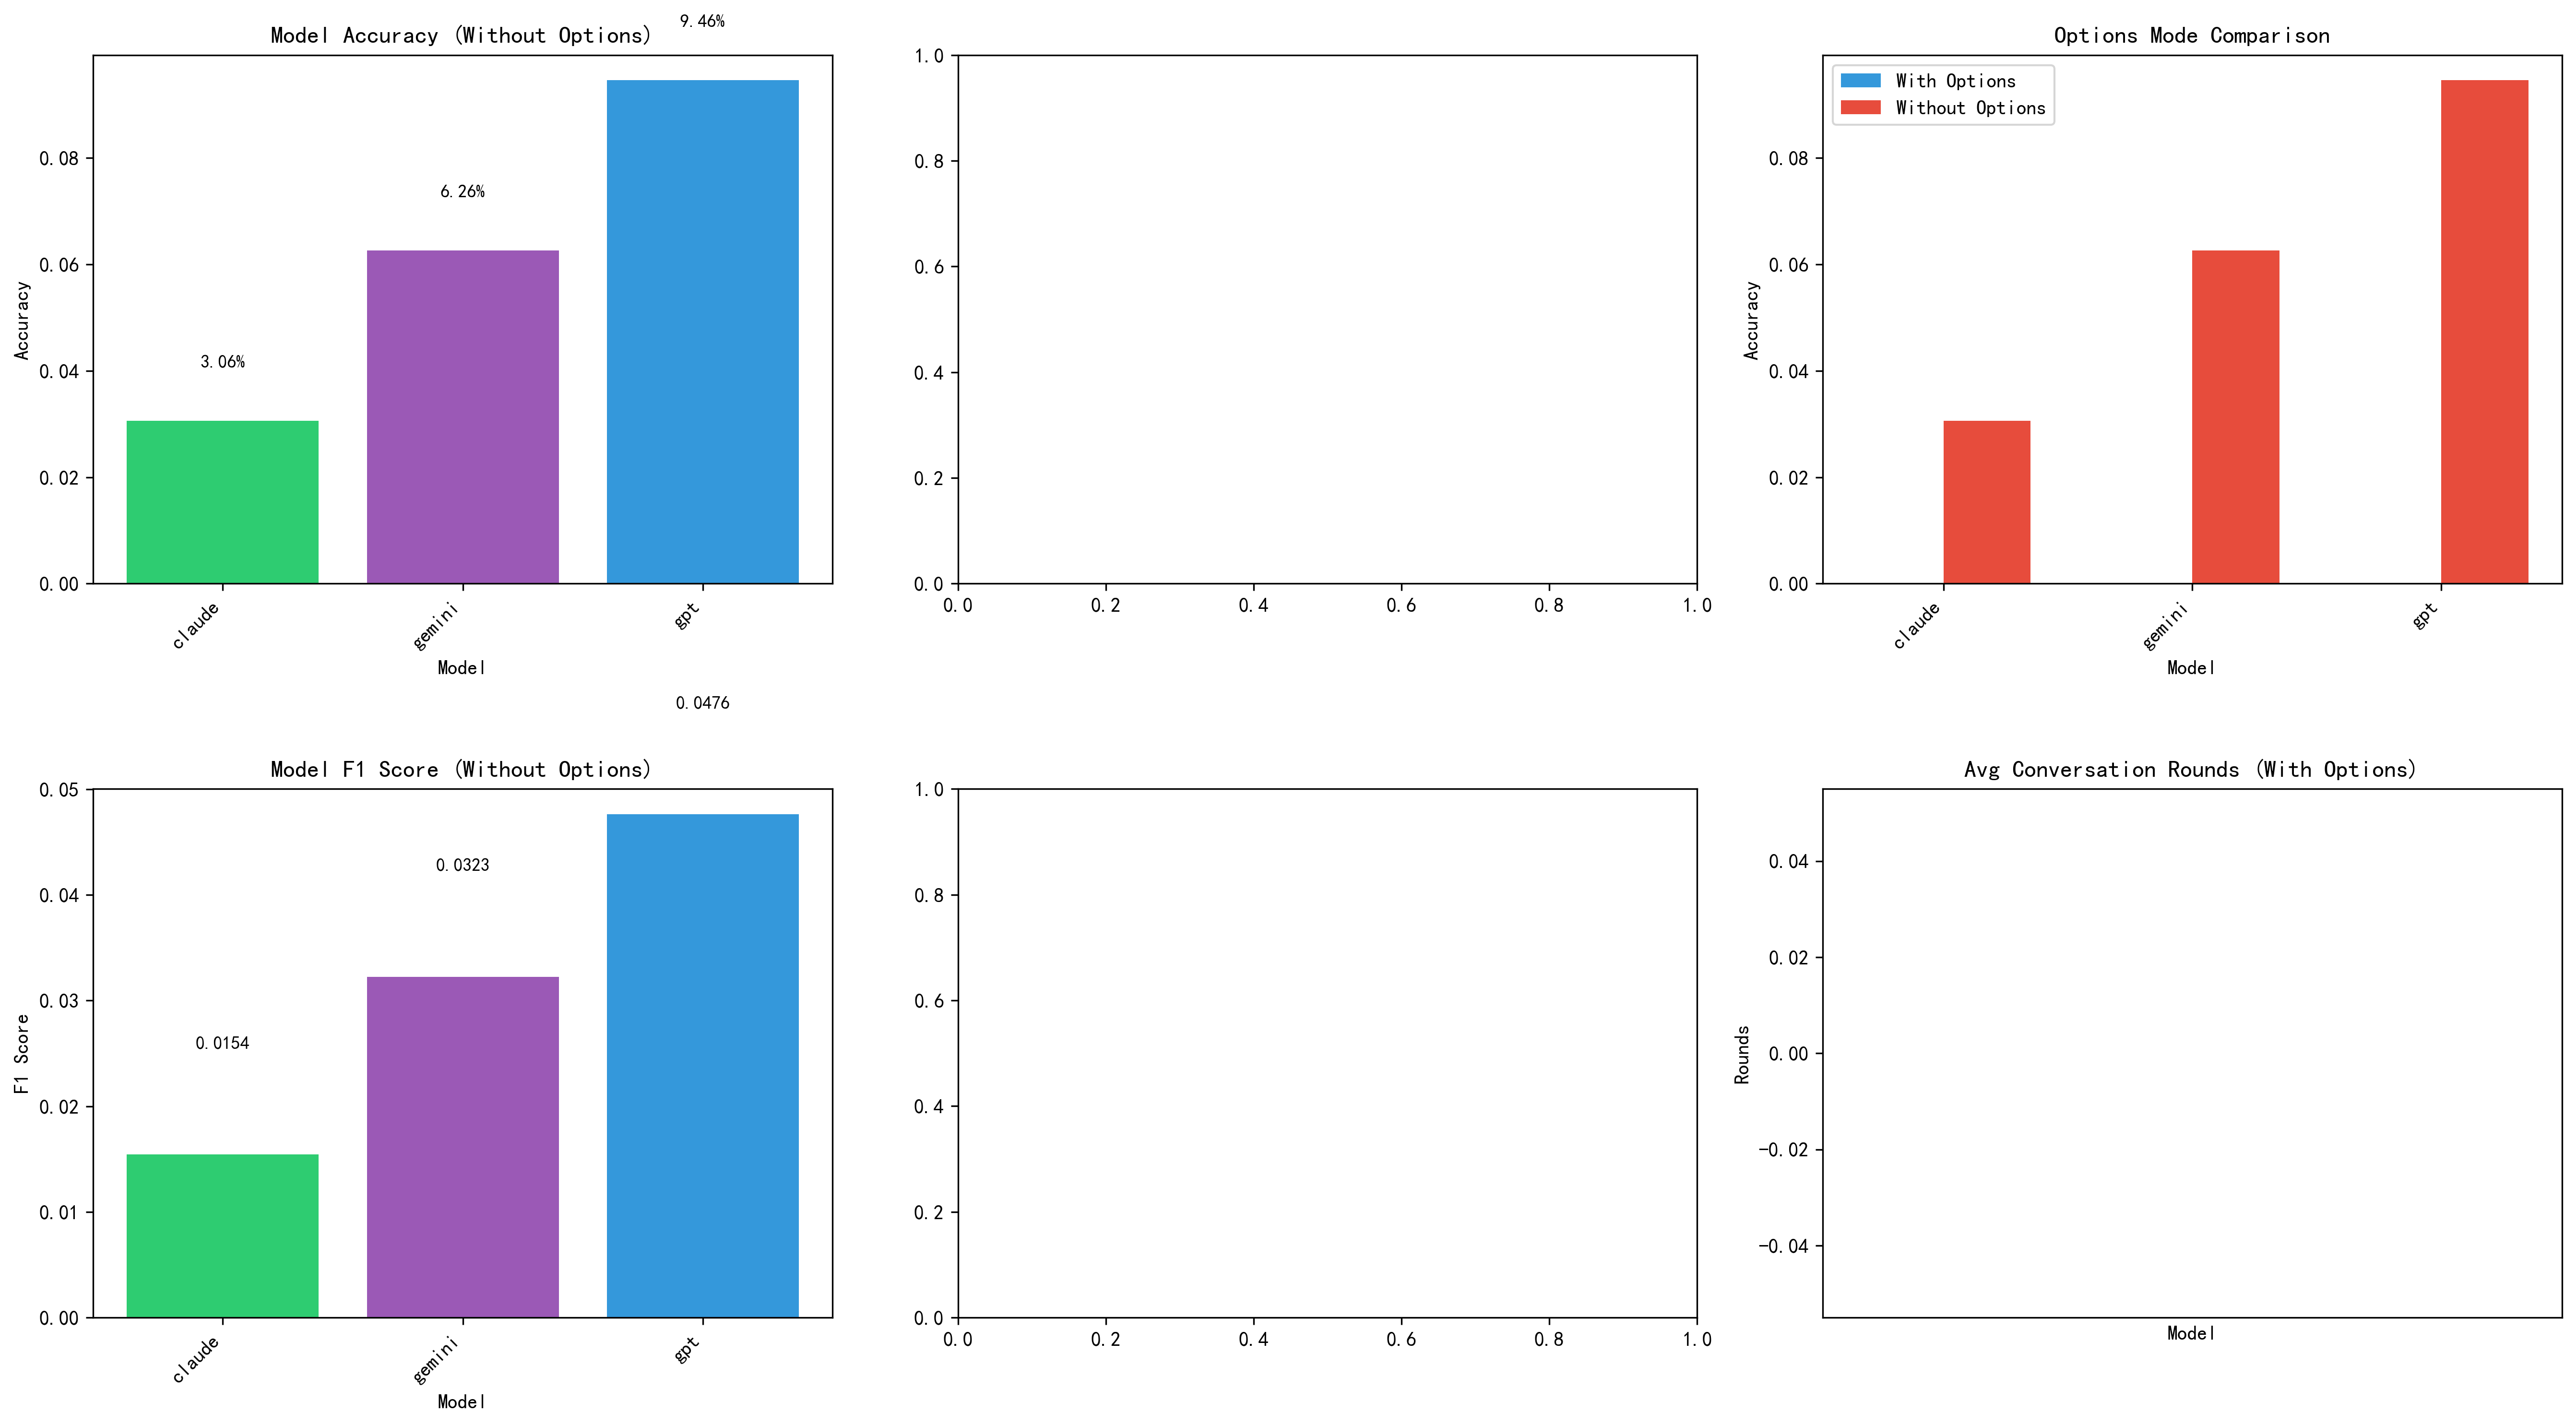 9.46%
Model Accuracy (Without Options)
Accuracy
0.08
0.06
0.04
0.02
0.00
3.06%
6.26%
claude
gemini
gpt
Model
1.0
0.8
0.6
0.4
0.2
0.0
0.0 0.2 0.4 0.6 0.8 1.0
Options Mode Comparison
With Options
Without Options
Accuracy
0.08
0.06
0.04
0.02
0.00
claude
gemini
gpt
Model
0.0476
Model F1 Score (Without Options)
F1 Score
0.05
0.04
0.03
0.02
0.01
0.00
0.0154
0.0323
claude
gemini
gpt
Model
1.0
0.8
0.6
0.4
0.2
0.0
0.0 0.2 0.4 0.6 0.8 1.0
Avg Conversation Rounds (With Options)
Rounds
0.04
0.02
0.00
-0.02
-0.04
Model